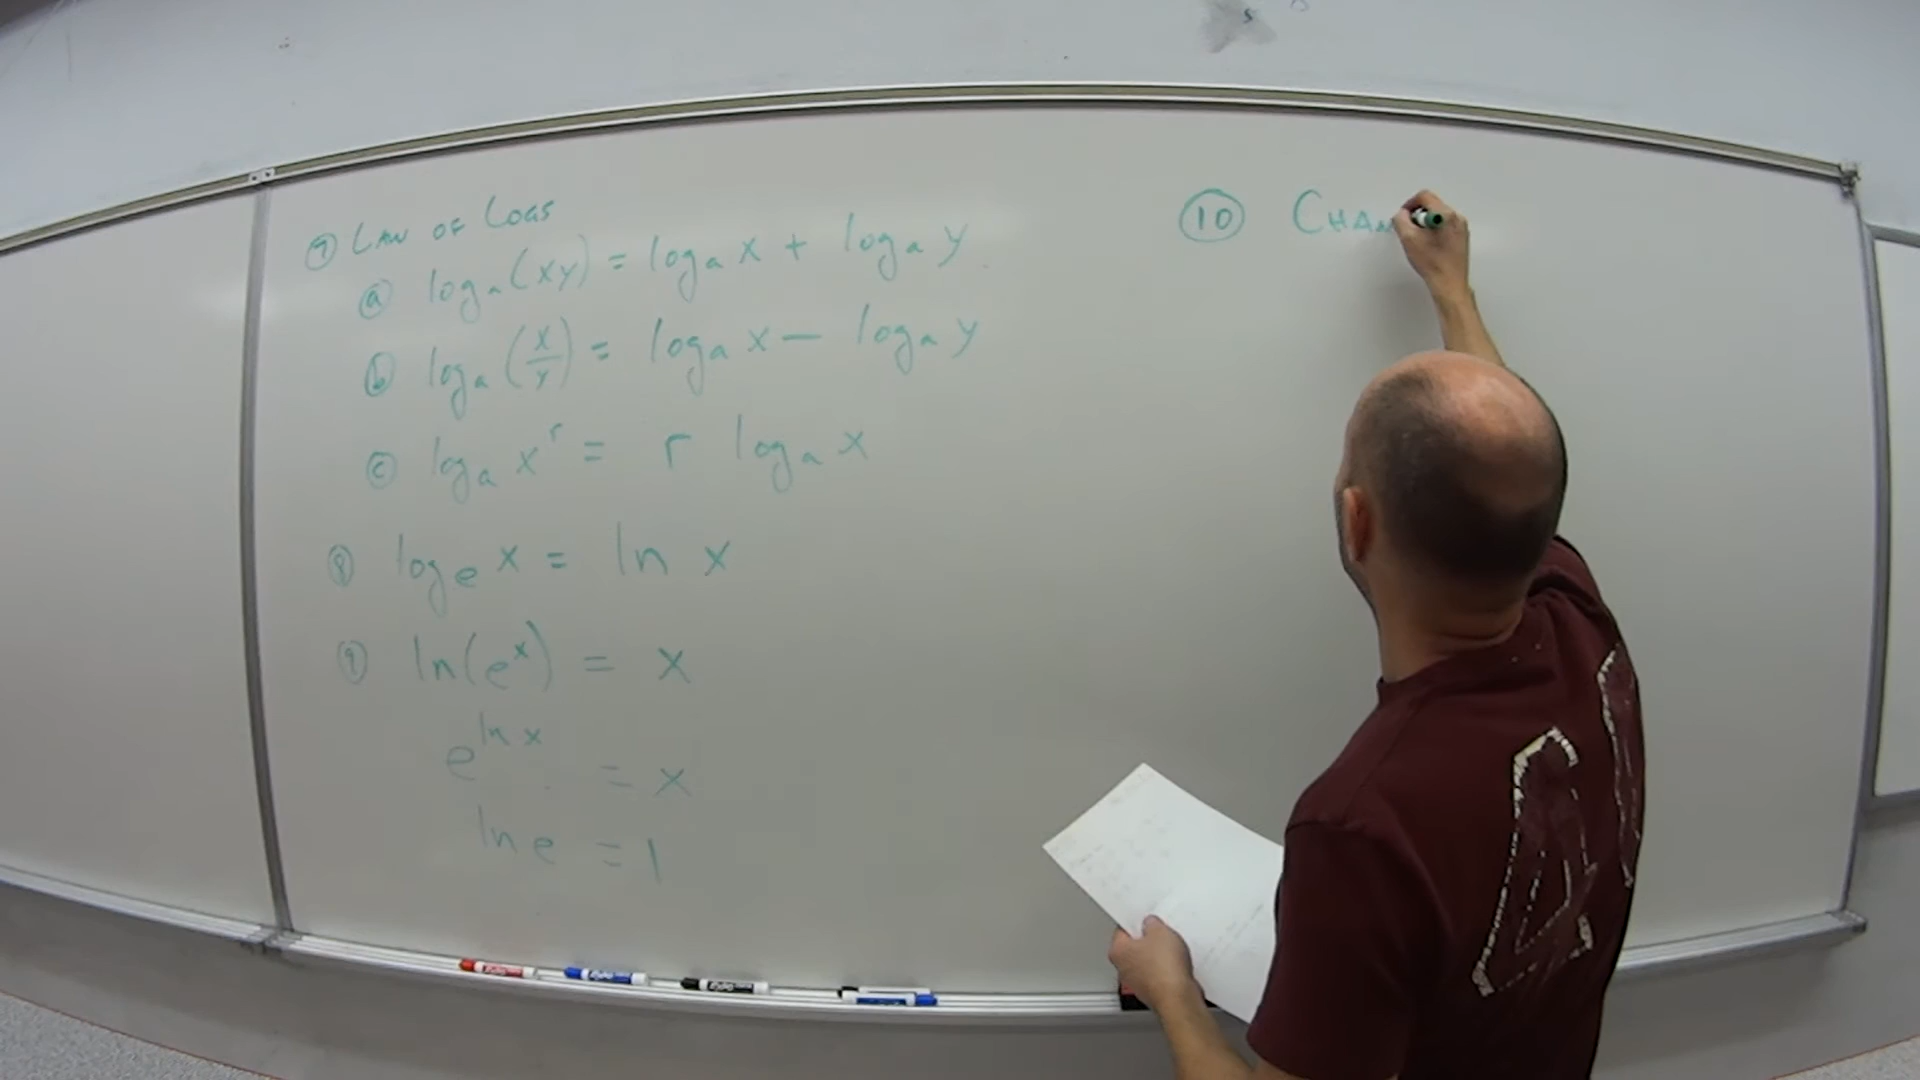 ⑦ LAW OF LOGS
ⓐ logₐ(xy) = logₐ x + logₐ y
ⓑ logₐ(x/y) = logₐ x − logₐ y
ⓒ logₐ xʳ = r logₐ x
⑧ logₑ x = ln x
⑨ ln(eˣ) = x
e^(ln x) = x
ln e = 1
⑩ CHAN